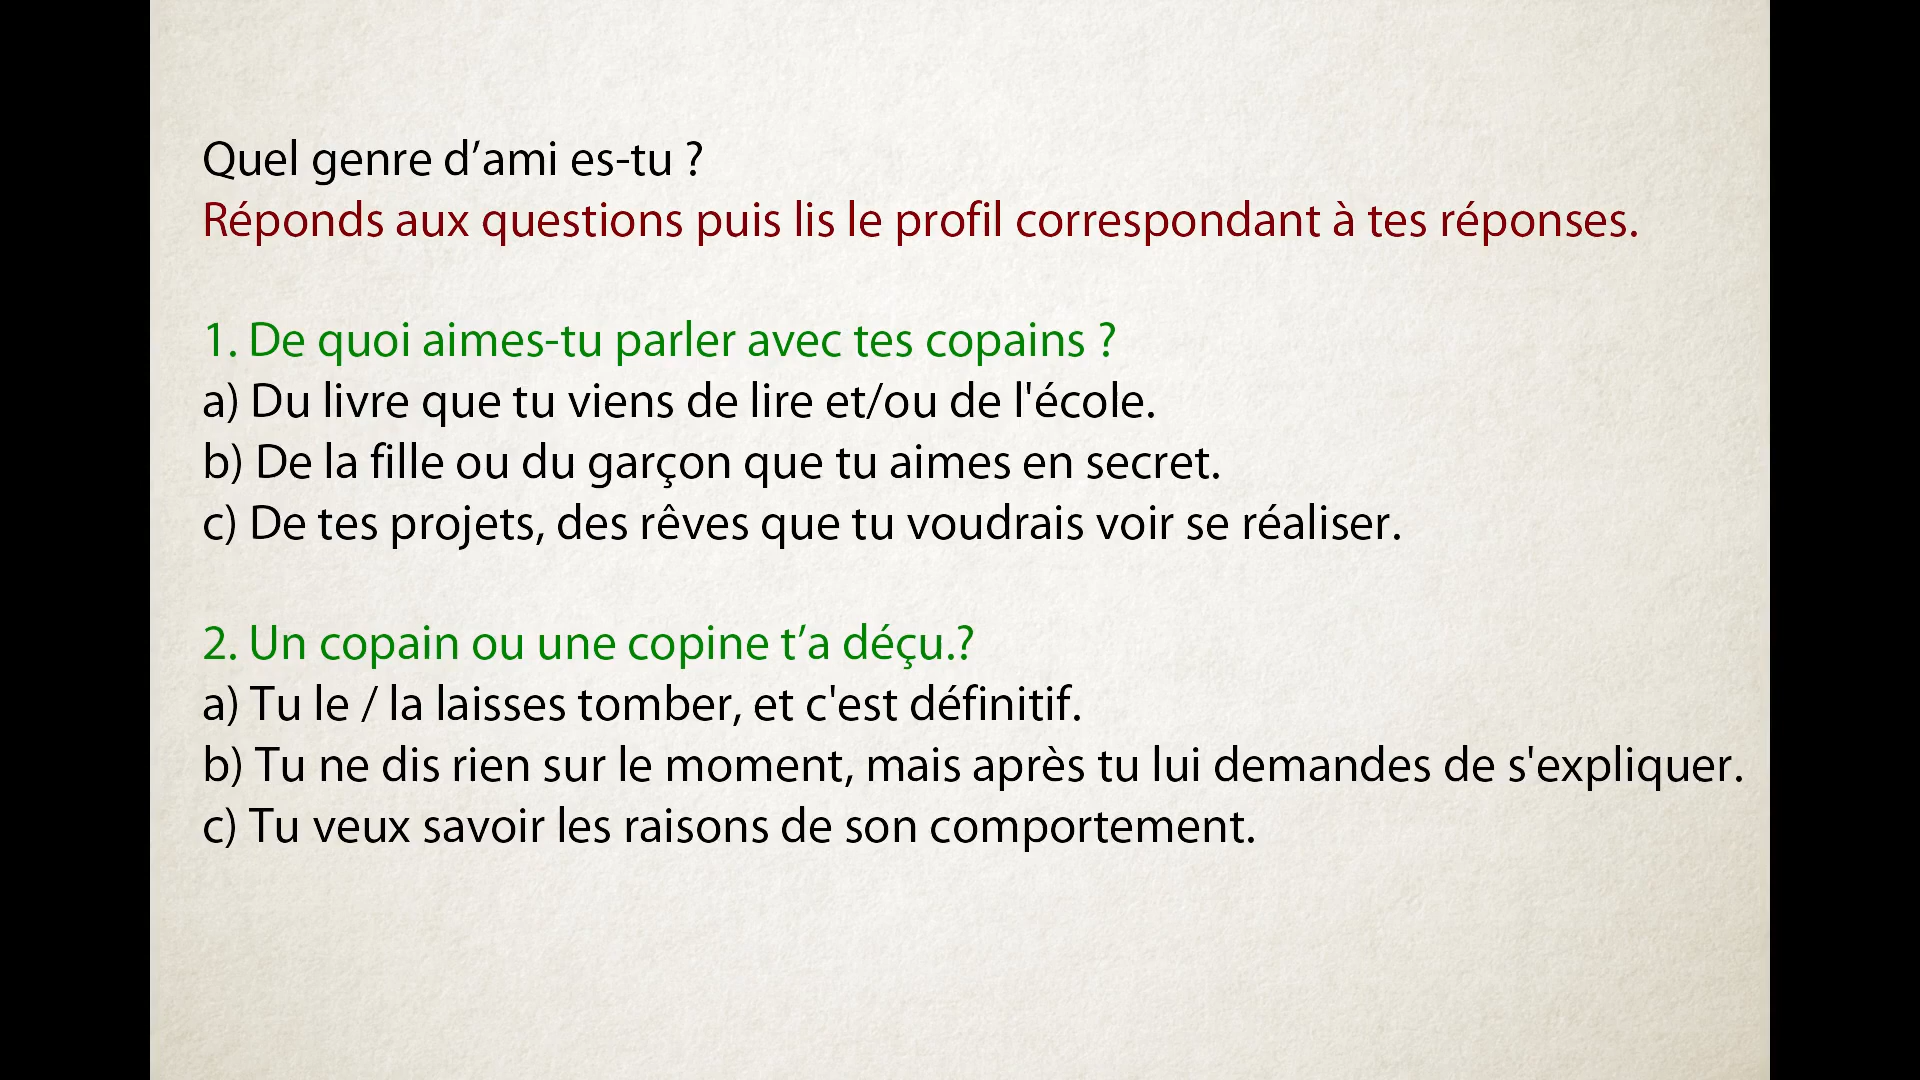 Quel genre d’ami es-tu ?
Réponds aux questions puis lis le profil correspondant à tes réponses.
1. De quoi aimes-tu parler avec tes copains ?
a) Du livre que tu viens de lire et/ou de l'école.
b) De la fille ou du garçon que tu aimes en secret.
c) De tes projets, des rêves que tu voudrais voir se réaliser.
2. Un copain ou une copine t’a déçu.?
a) Tu le / la laisses tomber, et c'est définitif.
b) Tu ne dis rien sur le moment, mais après tu lui demandes de s'expliquer.
c) Tu veux savoir les raisons de son comportement.